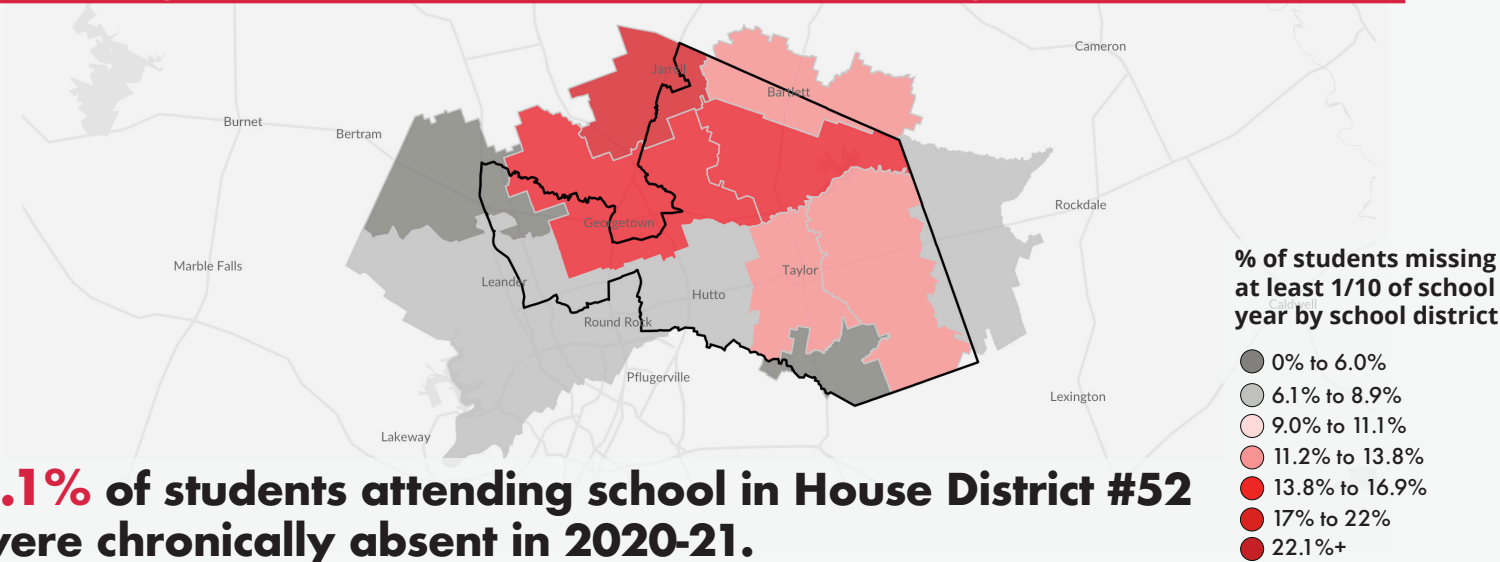 Cameron
Jarrell
Bartlett
Burnet
Bertram
Rockdale
Georgetown
Marble Falls
Taylor
Leander
Hutto
Round Rock
Pflugerville
Lexington
Lakeway
Caldwell
% of students missing
at least 1/10 of school
year by school district
0% to 6.0%
6.1% to 8.9%
9.0% to 11.1%
11.2% to 13.8%
13.8% to 16.9%
17% to 22%
22.1%+
.1% of students attending school in House District #52
were chronically absent in 2020-21.